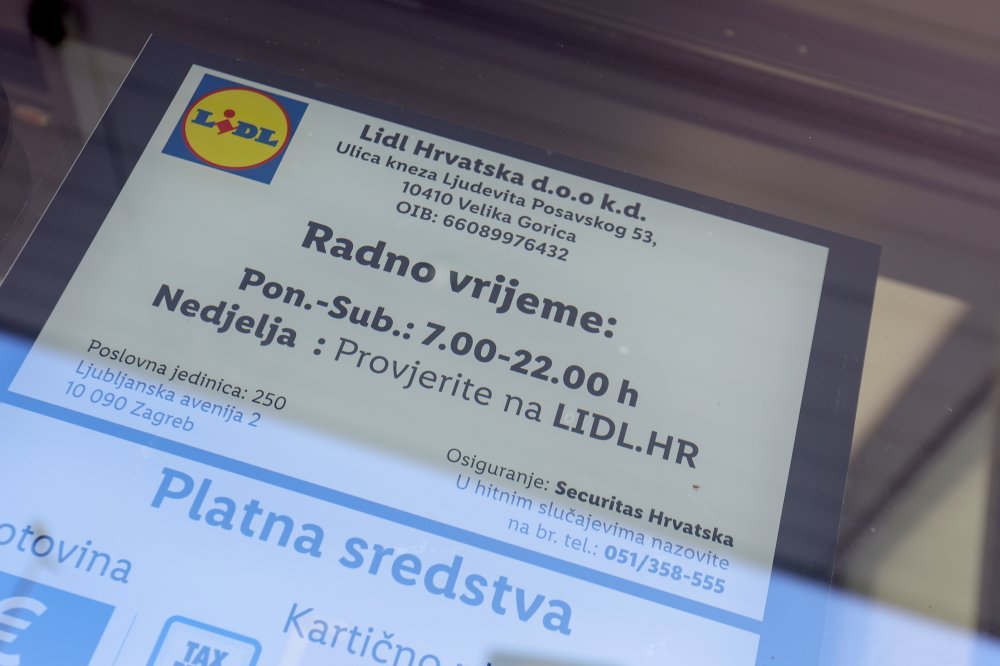 LIDL
Lidl Hrvatska d.o.o k.d.
Ulica kneza Ljudevita Posavskog 53,
10410 Velika Gorica
OIB: 66089976432
Radno vrijeme:
Pon.-Sub.: 7.00-22.00 h
Nedjelja : Provjerite na LIDL.HR
Poslovna jedinica: 250
Ljubljanska avenija 2
10 090 Zagreb
Osiguranje: Securitas Hrvatska
U hitnim slučajevima nazovite
na br. tel.: 051/358-555
Platna sredstva
otovina
Kartično
€
TAX